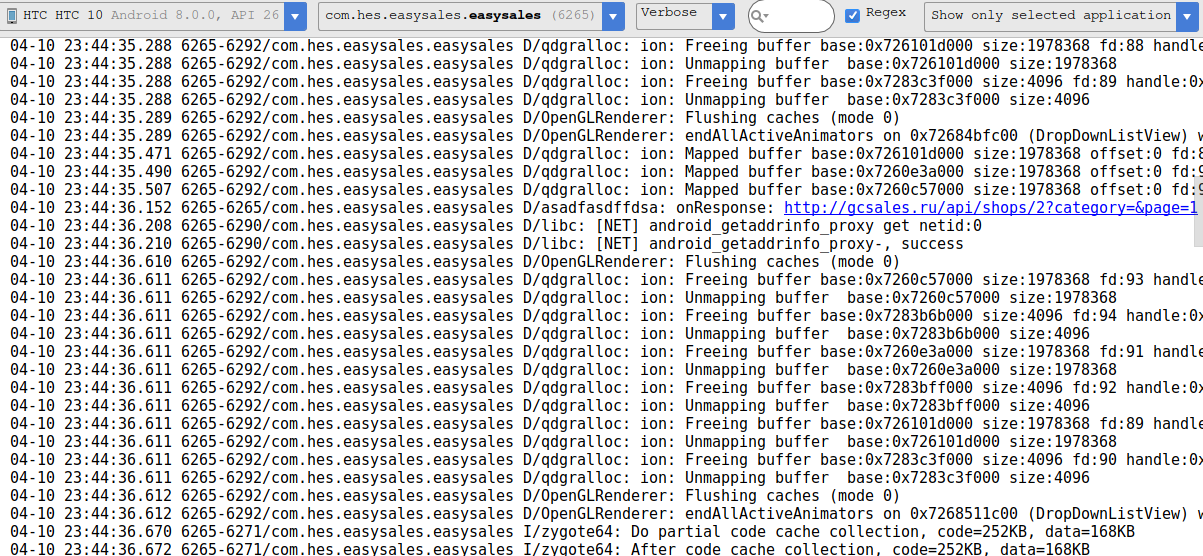 HTC HTC 10 Android 8.0.0, API 26 com.hes.easysales.easysales (6265) Verbose Regex Show only selected application
04-10 23:44:35.288 6265-6292/com.hes.easysales.easysales D/qdgralloc: ion: Freeing buffer base:0x726101d000 size:1978368 fd:88 handle
04-10 23:44:35.288 6265-6292/com.hes.easysales.easysales D/qdgralloc: ion: Unmapping buffer  base:0x726101d000 size:1978368
04-10 23:44:35.288 6265-6292/com.hes.easysales.easysales D/qdgralloc: ion: Freeing buffer base:0x7283c3f000 size:4096 fd:89 handle:0x
04-10 23:44:35.288 6265-6292/com.hes.easysales.easysales D/qdgralloc: ion: Unmapping buffer  base:0x7283c3f000 size:4096
04-10 23:44:35.289 6265-6292/com.hes.easysales.easysales D/OpenGLRenderer: Flushing caches (mode 0)
04-10 23:44:35.289 6265-6292/com.hes.easysales.easysales D/OpenGLRenderer: endAllActiveAnimators on 0x72684bfc00 (DropDownListView) w
04-10 23:44:35.471 6265-6292/com.hes.easysales.easysales D/qdgralloc: ion: Mapped buffer base:0x726101d000 size:1978368 offset:0 fd:8
04-10 23:44:35.490 6265-6292/com.hes.easysales.easysales D/qdgralloc: ion: Mapped buffer base:0x7260e3a000 size:1978368 offset:0 fd:9
04-10 23:44:35.507 6265-6292/com.hes.easysales.easysales D/qdgralloc: ion: Mapped buffer base:0x7260c57000 size:1978368 offset:0 fd:9
04-10 23:44:36.152 6265-6265/com.hes.easysales.easysales D/asadfasdffdsa: onResponse: http://gcsales.ru/api/shops/2?category=&page=1
04-10 23:44:36.208 6265-6290/com.hes.easysales.easysales D/libc: [NET] android_getaddrinfo_proxy get netid:0
04-10 23:44:36.210 6265-6290/com.hes.easysales.easysales D/libc: [NET] android_getaddrinfo_proxy-, success
04-10 23:44:36.610 6265-6292/com.hes.easysales.easysales D/OpenGLRenderer: Flushing caches (mode 0)
04-10 23:44:36.611 6265-6292/com.hes.easysales.easysales D/qdgralloc: ion: Freeing buffer base:0x7260c57000 size:1978368 fd:93 handle
04-10 23:44:36.611 6265-6292/com.hes.easysales.easysales D/qdgralloc: ion: Unmapping buffer  base:0x7260c57000 size:1978368
04-10 23:44:36.611 6265-6292/com.hes.easysales.easysales D/qdgralloc: ion: Freeing buffer base:0x7283b6b000 size:4096 fd:94 handle:0x
04-10 23:44:36.611 6265-6292/com.hes.easysales.easysales D/qdgralloc: ion: Unmapping buffer  base:0x7283b6b000 size:4096
04-10 23:44:36.611 6265-6292/com.hes.easysales.easysales D/qdgralloc: ion: Freeing buffer base:0x7260e3a000 size:1978368 fd:91 handle
04-10 23:44:36.611 6265-6292/com.hes.easysales.easysales D/qdgralloc: ion: Unmapping buffer  base:0x7260e3a000 size:1978368
04-10 23:44:36.611 6265-6292/com.hes.easysales.easysales D/qdgralloc: ion: Freeing buffer base:0x7283bff000 size:4096 fd:92 handle:0x
04-10 23:44:36.611 6265-6292/com.hes.easysales.easysales D/qdgralloc: ion: Unmapping buffer  base:0x7283bff000 size:4096
04-10 23:44:36.611 6265-6292/com.hes.easysales.easysales D/qdgralloc: ion: Freeing buffer base:0x726101d000 size:1978368 fd:89 handle
04-10 23:44:36.611 6265-6292/com.hes.easysales.easysales D/qdgralloc: ion: Unmapping buffer  base:0x726101d000 size:1978368
04-10 23:44:36.611 6265-6292/com.hes.easysales.easysales D/qdgralloc: ion: Freeing buffer base:0x7283c3f000 size:4096 fd:90 handle:0x
04-10 23:44:36.611 6265-6292/com.hes.easysales.easysales D/qdgralloc: ion: Unmapping buffer  base:0x7283c3f000 size:4096
04-10 23:44:36.612 6265-6292/com.hes.easysales.easysales D/OpenGLRenderer: Flushing caches (mode 0)
04-10 23:44:36.612 6265-6292/com.hes.easysales.easysales D/OpenGLRenderer: endAllActiveAnimators on 0x7268511c00 (DropDownListView) w
04-10 23:44:36.670 6265-6271/com.hes.easysales.easysales I/zygote64: Do partial code cache collection, code=252KB, data=168KB
04-10 23:44:36.672 6265-6271/com.hes.easysales.easysales I/zygote64: After code cache collection, code=252KB, data=168KB